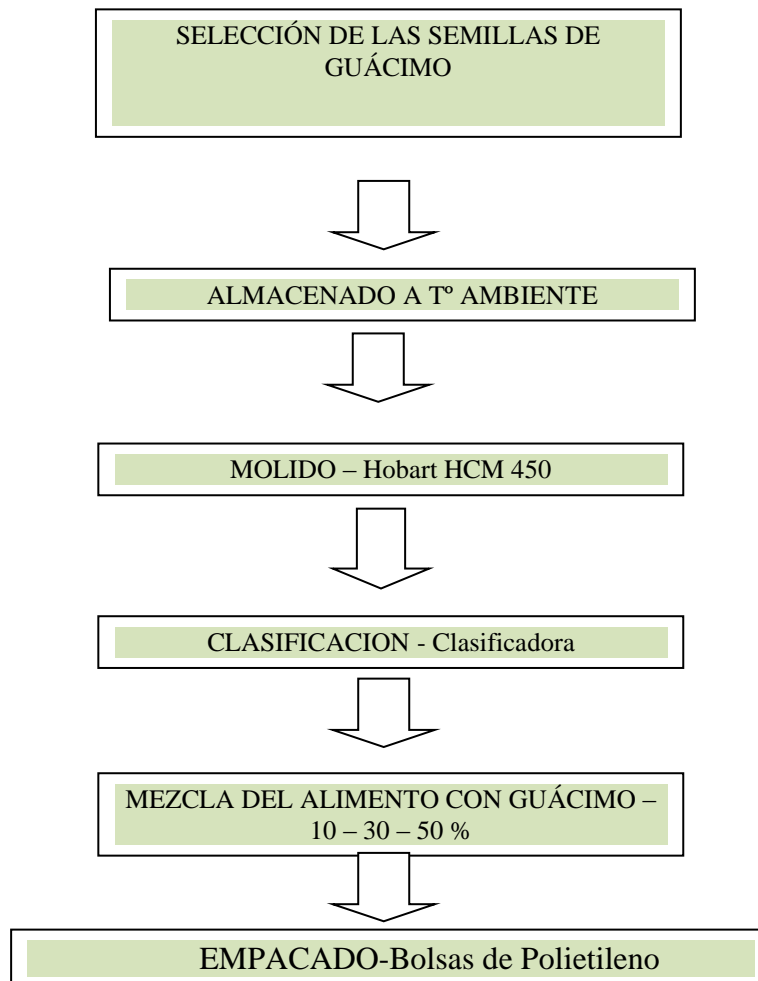 SELECCIÓN DE LAS SEMILLAS DE
GUÁCIMO
ALMACENADO A Tº AMBIENTE
MOLIDO – Hobart HCM 450
CLASIFICACION - Clasificadora
MEZCLA DEL ALIMENTO CON GUÁCIMO –
10 – 30 – 50 %
EMPACADO-Bolsas de Polietileno